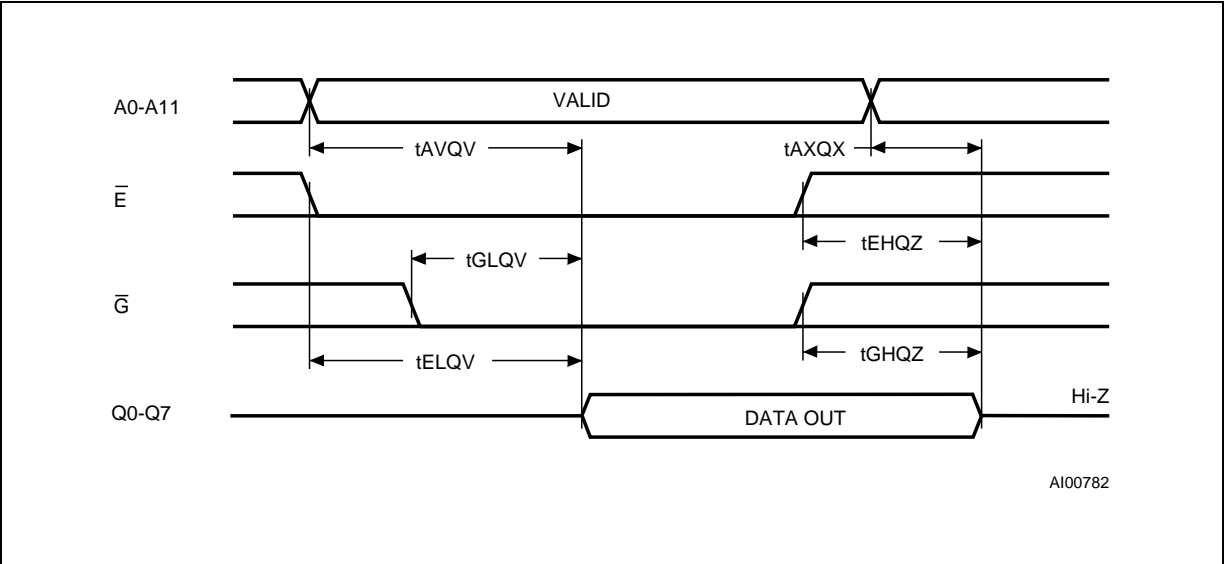 A0-A11
VALID
tAVQV
tAXQX
E̅
tEHQZ
tGLQV
G̅
tGHQZ
tELQV
Hi-Z
Q0-Q7
DATA OUT
AI00782